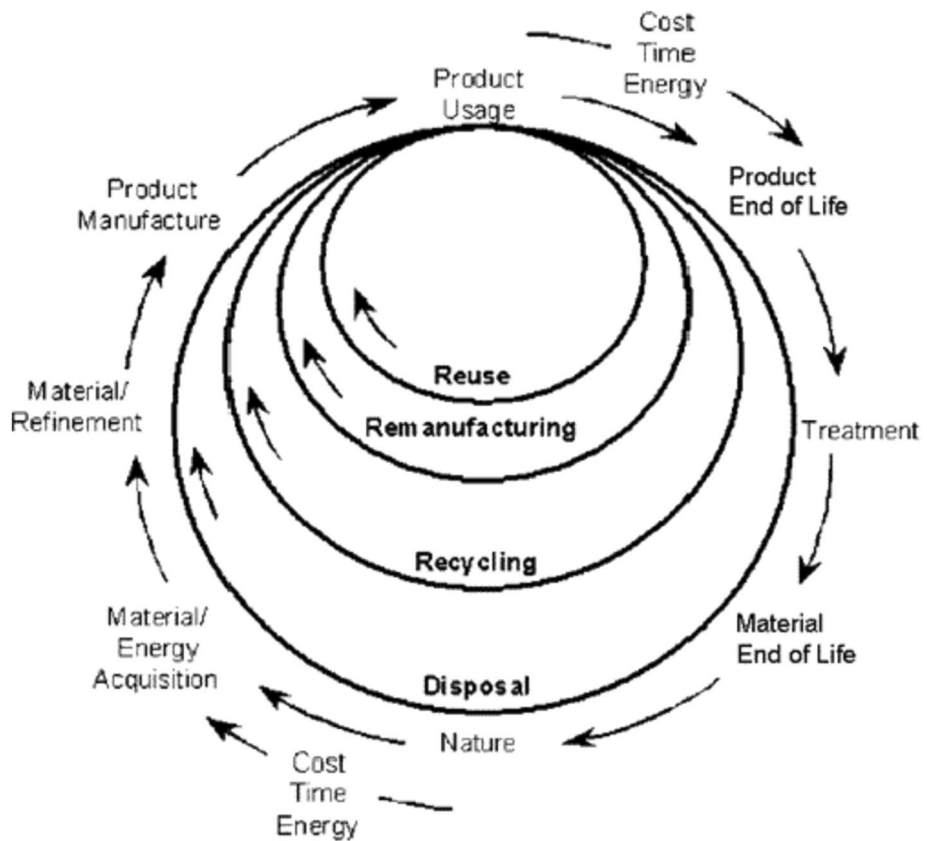 Cost
Time
Energy
Product
Usage
Product
End of Life
Product
Manufacture
Reuse
Material/
Refinement
Remanufacturing
Treatment
Recycling
Material/
Energy
Acquisition
Material
End of Life
Disposal
Nature
Cost
Time
Energy